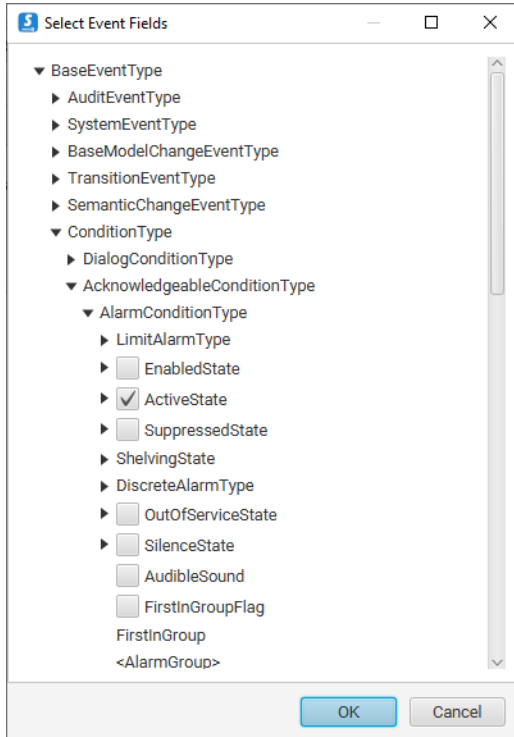 Select Event Fields
BaseEventType
AuditEventType
SystemEventType
BaseModelChangeEventType
TransitionEventType
SemanticChangeEventType
ConditionType
DialogConditionType
AcknowledgeableConditionType
AlarmConditionType
LimitAlarmType
EnabledState
ActiveState
SuppressedState
ShelvingState
DiscreteAlarmType
OutOfServiceState
SilenceState
AudibleSound
FirstInGroupFlag
FirstInGroup
<AlarmGroup>
OK Cancel